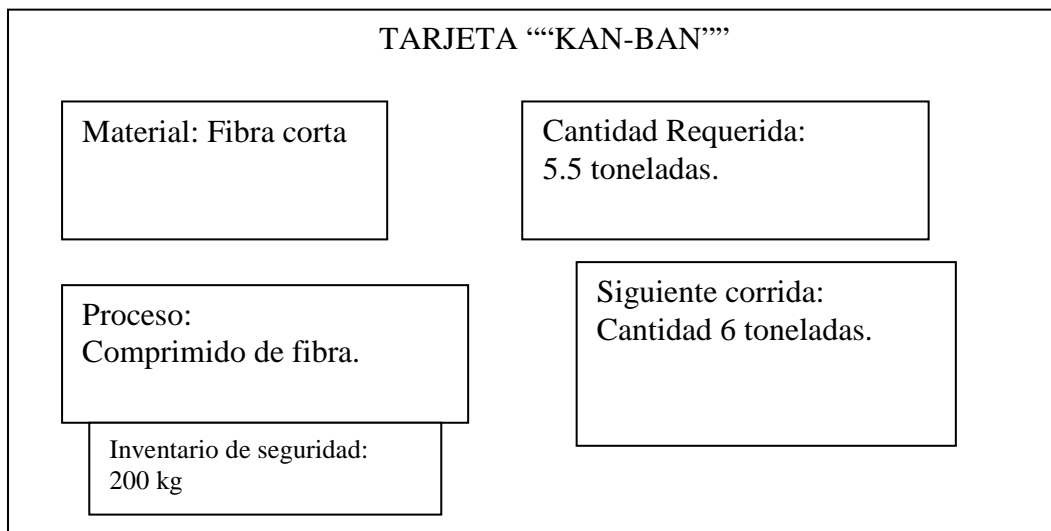 TARJETA ““KAN-BAN””
Material: Fibra corta
Cantidad Requerida:
5.5 toneladas.
Proceso:
Comprimido de fibra.
Siguiente corrida:
Cantidad 6 toneladas.
Inventario de seguridad:
200 kg